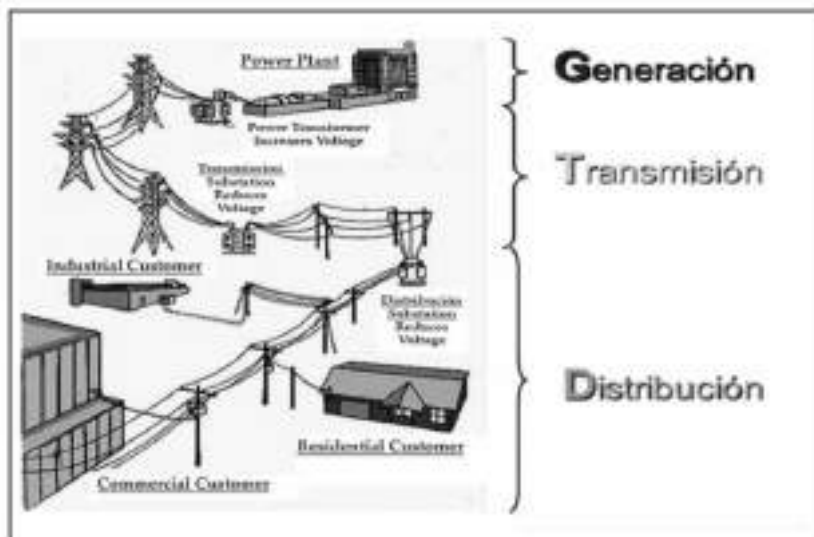 Power Plant
Generación
Power Transformer
Increases Voltage
Transmission
Substation
Reduces
Voltage
Transmisión
Industrial Customer
Distribución
Substation
Reduces
Voltage
Distribución
Residential Customer
Commercial Customer